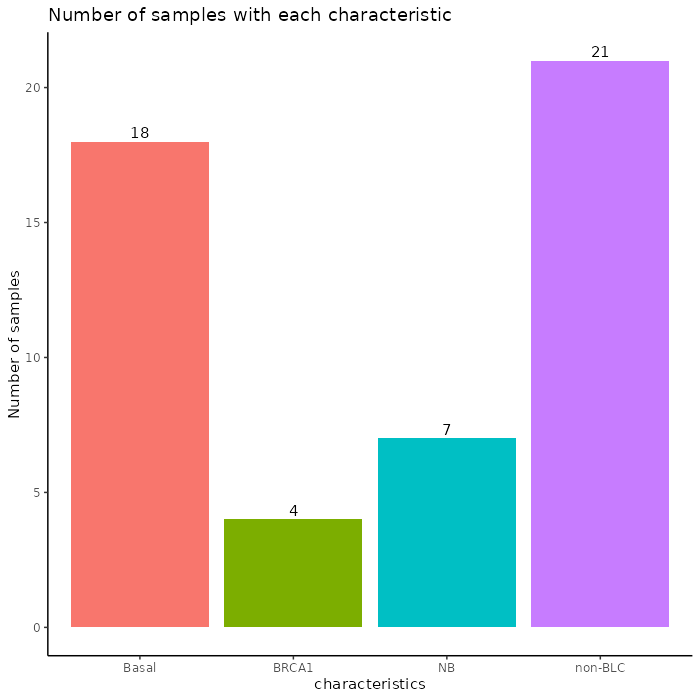 Number of samples with each characteristic
21
20
18
15
Number of samples
10
7
5
4
0
Basal
BRCA1
NB
non-BLC
characteristics